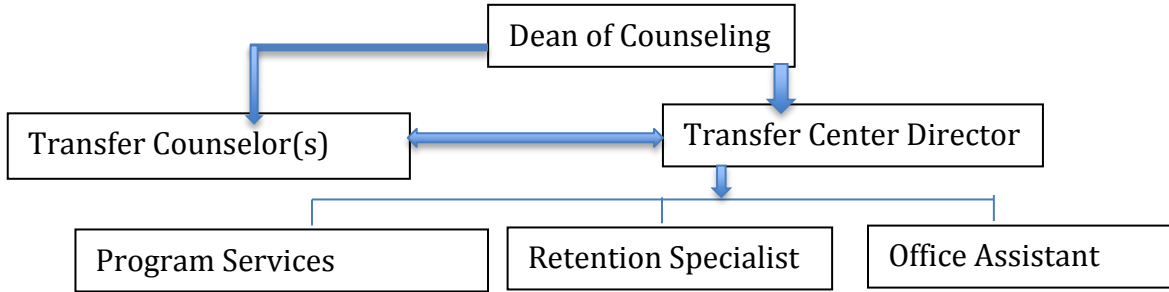 Dean of Counseling
Transfer Counselor(s)
Transfer Center Director
Program Services
Retention Specialist
Office Assistant